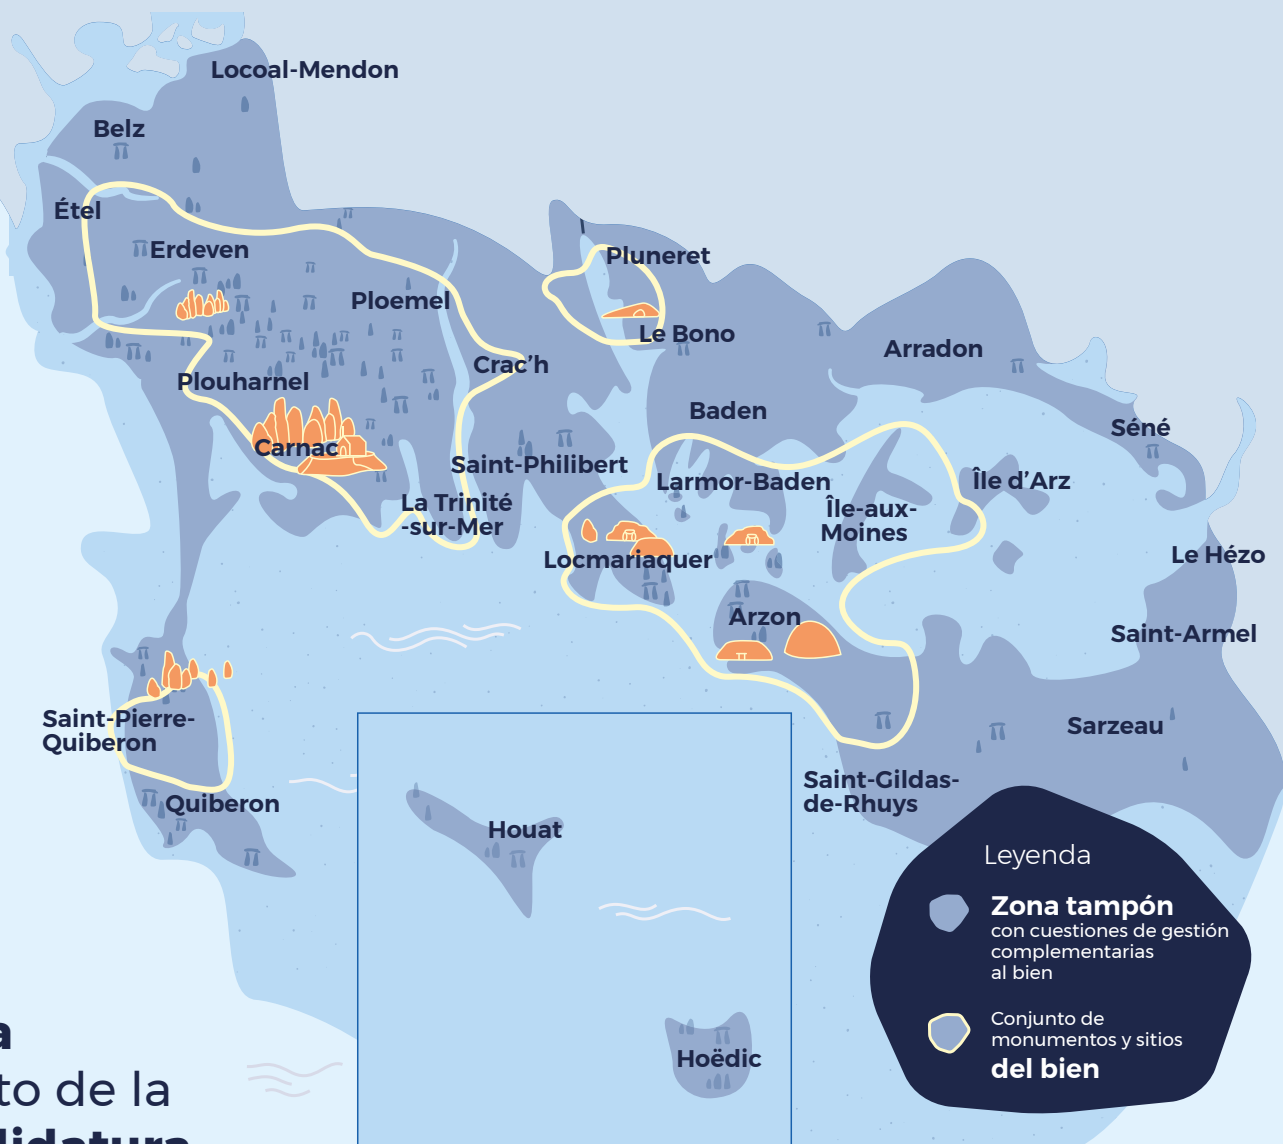 Locoal-Mendon
Belz
Étel
Erdeven
Pluneret
Ploemel
Le Bono
Arradon
Crac’h
Plouharnel
Baden
Séné
Carnac
Saint-Philibert
Larmor-Baden
Île d’Arz
La Trinité
-sur-Mer
Île-aux-
Moines
Locmariaquer
Le Hézo
Arzon
Saint-Armel
Saint-Pierre-
Quiberon
Sarzeau
Quiberon
Saint-Gildas-
de-Rhuys
Houat
Hoëdic
Leyenda
Zona tampón
con cuestiones de gestión
complementarias
al bien
Conjunto de
monumentos y sitios
del bien
a
to de la